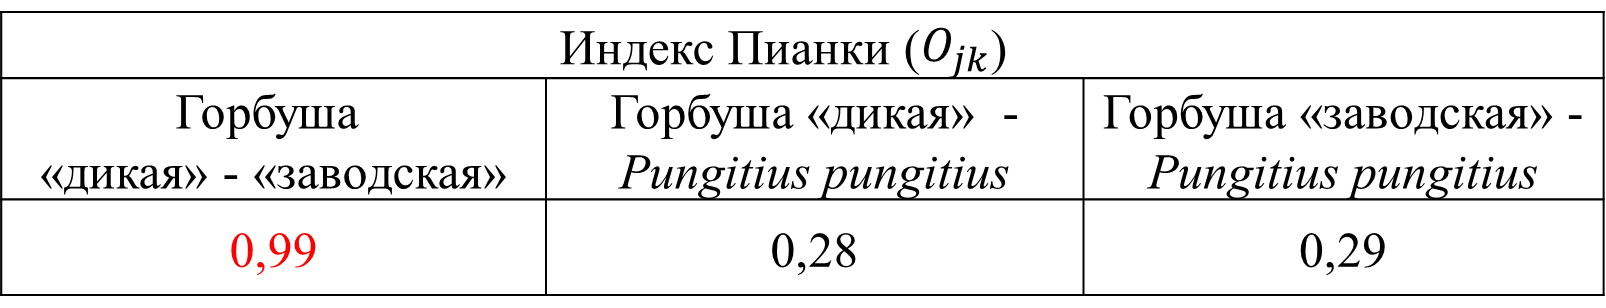 Индекс Пианки (Ojk)
Горбуша
«дикая» - «заводская»
Горбуша «дикая» -
Pungitius pungitius
Горбуша «заводская» -
Pungitius pungitius
0,99
0,28
0,29